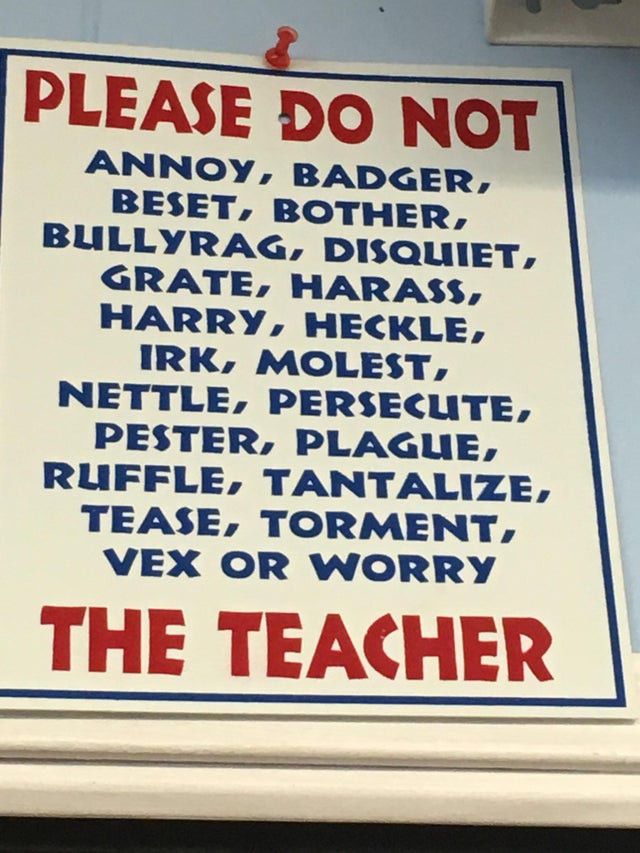 PLEASE DO NOT
ANNOY, BADGER,
BESET, BOTHER,
BULLYRAG, DISQUIET,
GRATE, HARASS,
HARRY, HECKLE,
IRK, MOLEST,
NETTLE, PERSECUTE,
PESTER, PLAGUE,
RUFFLE, TANTALIZE,
TEASE, TORMENT,
VEX OR WORRY
THE TEACHER